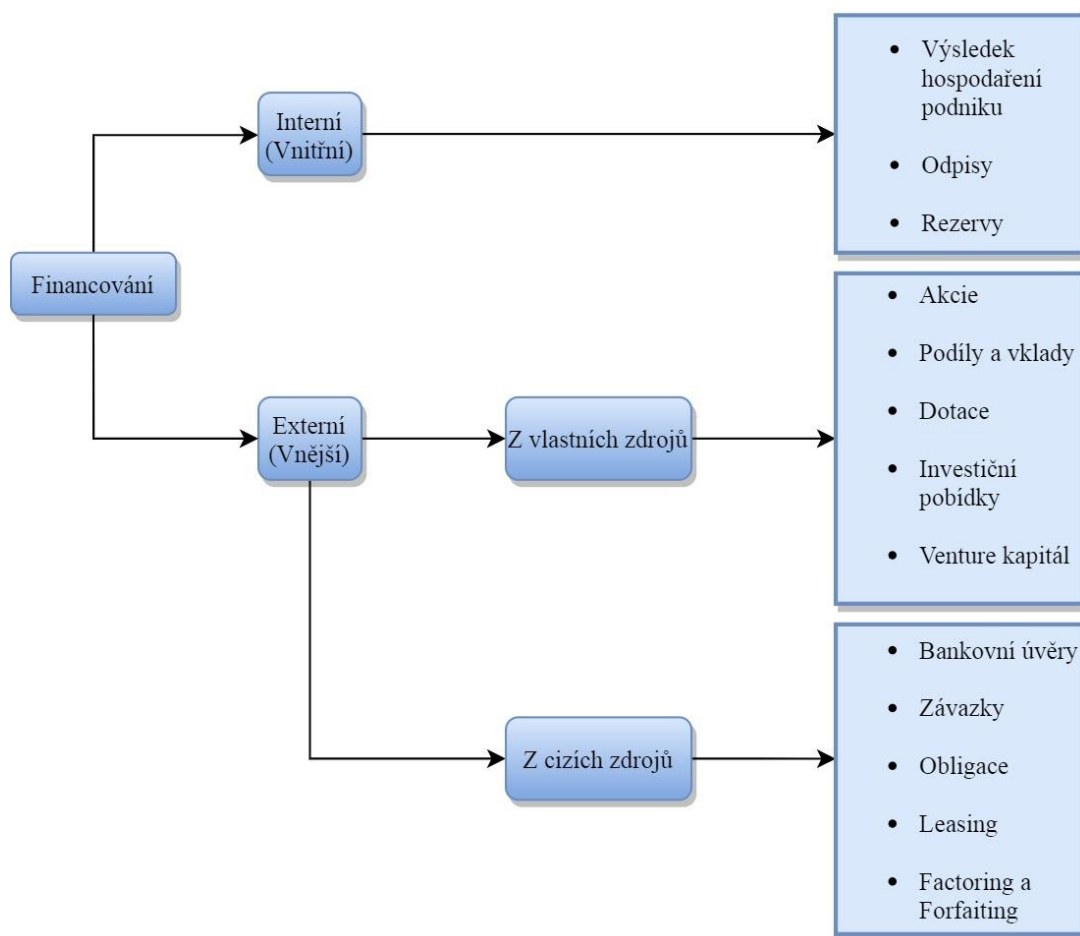 Financování
Interní
(Vnitřní)
• Výsledek
hospodaření
podniku
• Odpisy
• Rezervy
Externí
(Vnější)
Z vlastních zdrojů
• Akcie
• Podíly a vklady
• Dotace
• Investiční
pobídky
• Venture kapitál
Z cizích zdrojů
• Bankovní úvěry
• Závazky
• Obligace
• Leasing
• Factoring a
Forfaiting